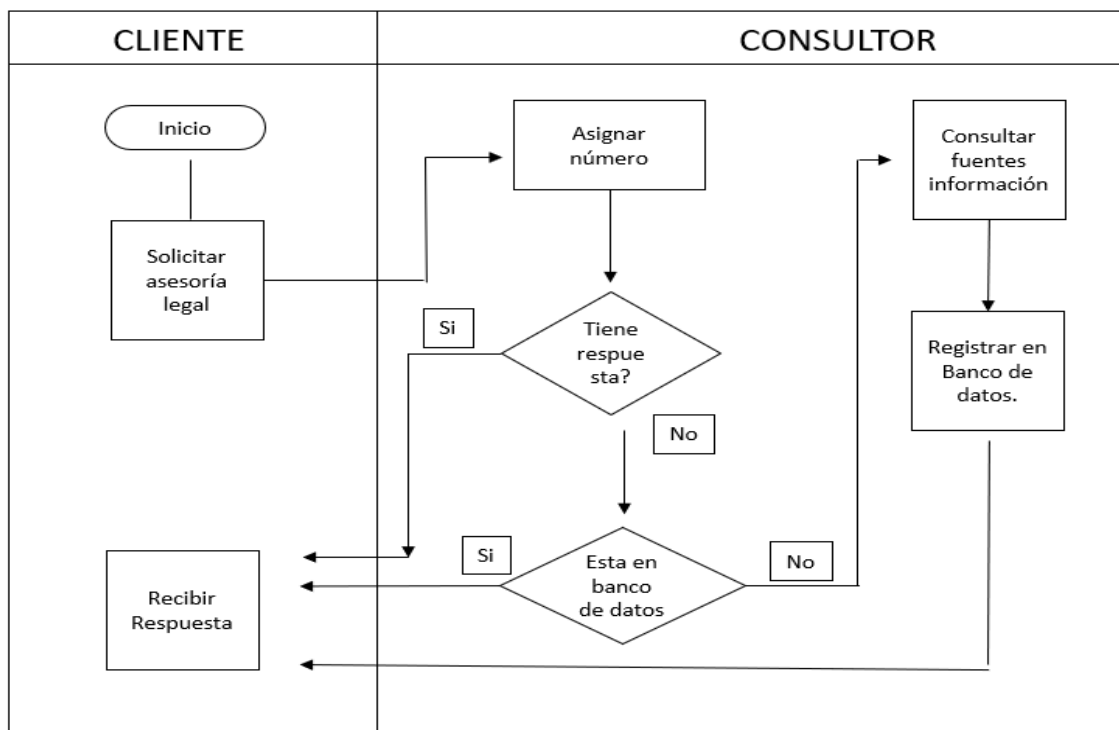 CLIENTE
CONSULTOR
Inicio
Solicitar
asesoría
legal
Asignar
número
Consultar
fuentes
información
Si
Tiene
respue
sta?
No
Registrar en
Banco de
datos.
Si
Esta en
banco
de datos
No
Recibir
Respuesta